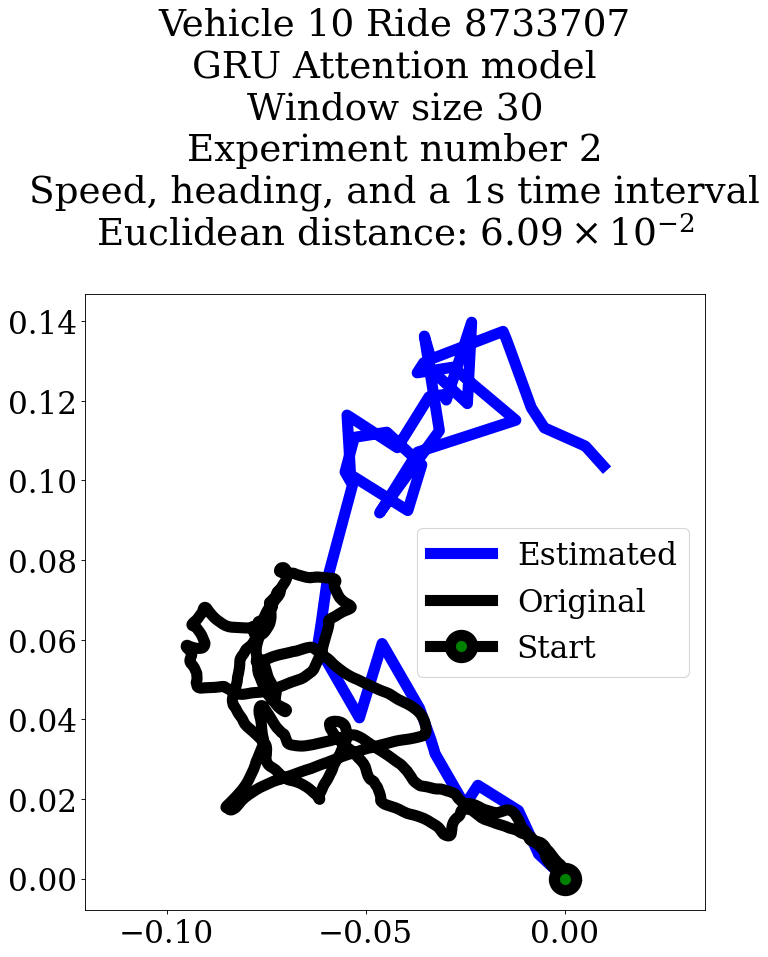 Vehicle 10 Ride 8733707
GRU Attention model
Window size 30
Experiment number 2
Speed, heading, and a 1s time interval
Euclidean distance: 6.09 × 10⁻²
0.14
0.12
0.10
0.08
0.06
0.04
0.02
0.00
Estimated
Original
Start
−0.10
−0.05
0.00